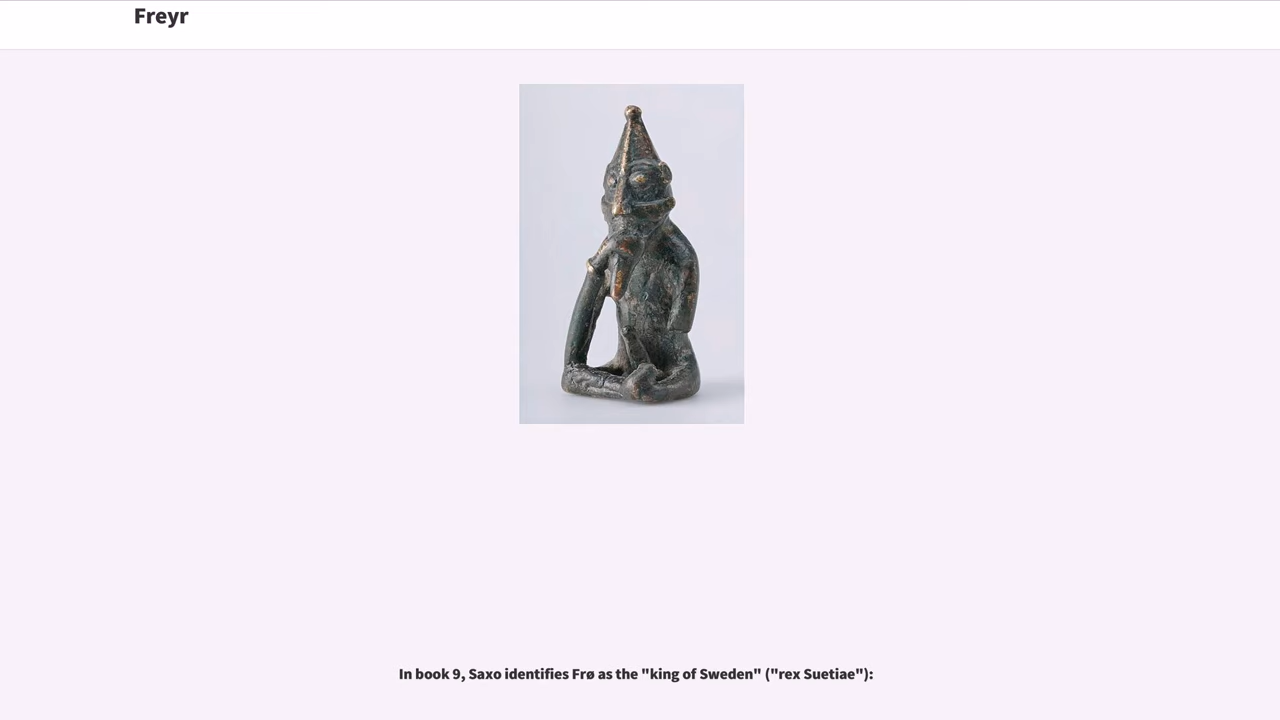 Freyr
In book 9, Saxo identifies Frø as the "king of Sweden" ("rex Suetiae"):